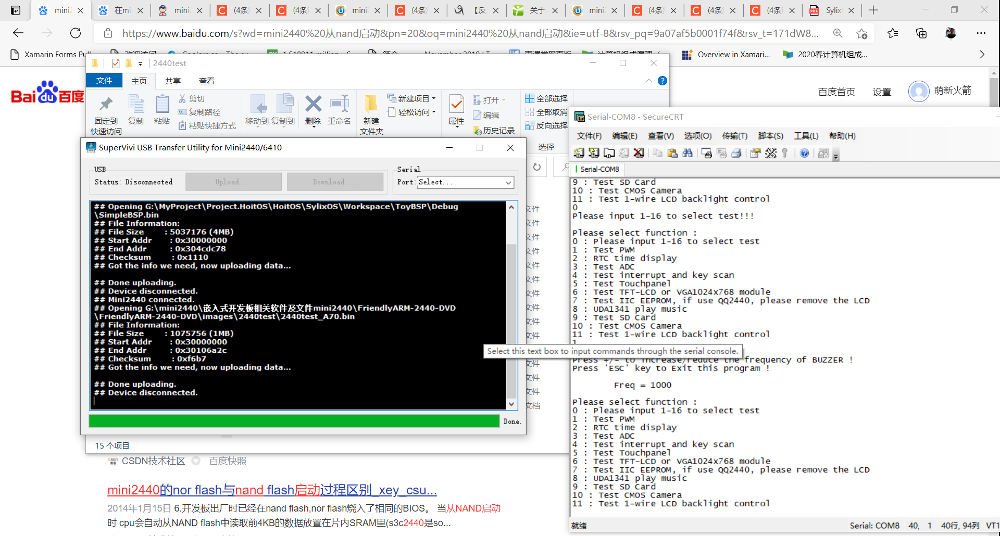 mini2
在mi
mini2
(4条)
(4条)
mini2
(4条)
【反
关于
mini2
(4条)
(4条)
(4条)
Sylix
https://www.baidu.com/s?wd=mini2440%20从nand启动&pn=20&oq=mini2440%20从nand启动&ie=utf-8&rsv_pq=9a07af5b0001f74f&rsv_t=171dW8...
Xamarin Forms Pull
Overview in Xamari...
2020春计算机组成...
2440test
文件 主页 共享 查看
Bai du 百度
百度首页 设置 萌新火箭
固定到
快速访问
复制
粘贴
剪切
复制路径
粘贴快捷方式
移动到 复制到
删除 重命名
新建
文件夹
新建项目
轻松访问
属性
打开
编辑
历史记录
全部选择
全部取消
反向选择
选择
SuperVivi USB Transfer Utility for Mini2440/6410
USB
Status: Disconnected Upload... Download...
Serial
Port: Select...
## Opening G:\MyProject\Project.HoitOS\HoitOS\SylixOS\Workspace\ToyBSP\Debug
\SimpleBSP.bin
## File Information:
## File Size : 5037176 (4MB)
## Start Addr : 0x30000000
## End Addr : 0x304cdc78
## Checksum : 0x1110
## Got the info we need, now uploading data...
## Done uploading.
## Device disconnected.
## Mini2440 connected.
## Opening G:\mini2440\嵌入式开发板相关软件及文件mini2440\FriendlyARM-2440-DVD
\FriendlyARM-2440-DVD\images\2440test\2440test_A70.bin
## File Information:
## File Size : 1075756 (1MB)
## Start Addr : 0x30000000
## End Addr : 0x30106a2c
## Checksum : 0xf6b7
## Got the info we need, now uploading data...
## Done uploading.
## Device disconnected.
Done.
文件
文件
文件
文件
文件
文件
文件
文件
文件
文件
文件
文件
文件
文档
15 个项目
Select this text box to input commands through the serial console.
Serial-COM8 - SecureCRT
文件(F) 编辑(E) 查看(V) 选项(O) 传输(T) 脚本(S) 工具(L) 帮助(H)
Serial-COM8
9 : Test SD Card
10 : Test CMOS Camera
11 : Test 1-wire LCD backlight control
0
Please input 1-16 to select test!!!
Please select function :
0 : Please input 1-16 to select test
1 : Test PWM
2 : RTC time display
3 : Test ADC
4 : Test interrupt and key scan
5 : Test Touchpanel
6 : Test TFT-LCD or VGA1024x768 module
7 : Test IIC EEPROM, if use QQ2440, please remove the LCD
8 : UDA1341 play music
9 : Test SD Card
10 : Test CMOS Camera
11 : Test 1-wire LCD backlight control
1
Press +/- to increase/reduce the frequency of BUZZER !
Press 'ESC' key to Exit this program !
Freq = 1000
Please select function :
0 : Please input 1-16 to select test
1 : Test PWM
2 : RTC time display
3 : Test ADC
4 : Test interrupt and key scan
5 : Test Touchpanel
6 : Test TFT-LCD or VGA1024x768 module
7 : Test IIC EEPROM, if use QQ2440, please remove the LCD
8 : UDA1341 play music
9 : Test SD Card
10 : Test CMOS Camera
11 : Test 1-wire LCD backlight control
就绪 Serial: COM8 40, 1 40行, 94列 VT1
CSDN技术社区 百度快照
mini2440的nor flash与nand flash启动过程区别_xey_csu...
2014年1月15日 6.开发板出厂时已经在nand flash,nor flash烧入了相同的BIOS。 当从NAND启动
时 cpu会自动从NAND flash中读取前4KB的数据放置在片内SRAM里(s3c2440是so...